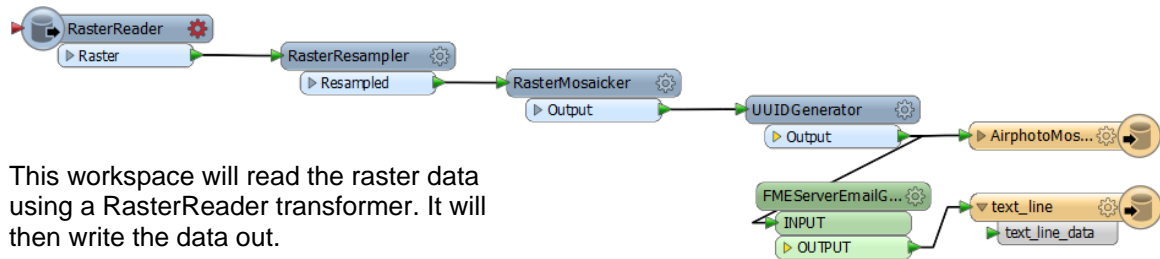 RasterReader
Raster
RasterResampler
Resampled
RasterMosaicker
Output
UUIDGenerator
Output
AirphotoMos...
FMEServerEmailG...
INPUT
OUTPUT
text_line
text_line_data
This workspace will read the raster data
using a RasterReader transformer. It will
then write the data out.